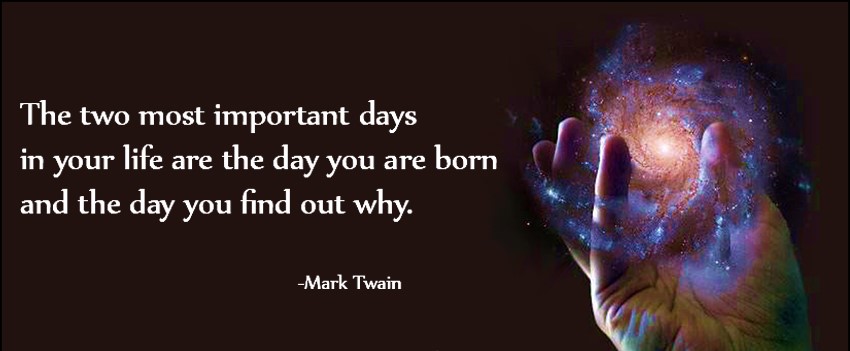 The two most important days
in your life are the day you are born
and the day you find out why.
-Mark Twain